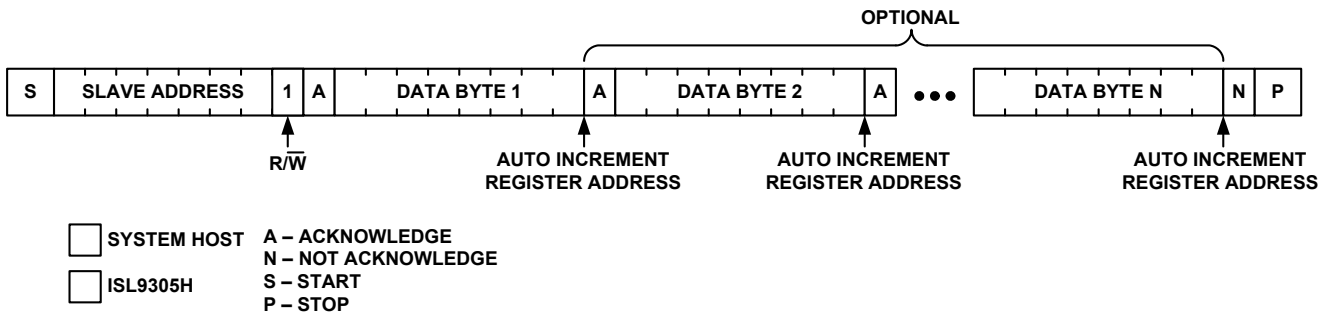 OPTIONAL
S SLAVE ADDRESS 1 A DATA BYTE 1 A DATA BYTE 2 A ••• DATA BYTE N N P
R/W̅
AUTO INCREMENT
REGISTER ADDRESS
AUTO INCREMENT
REGISTER ADDRESS
AUTO INCREMENT
REGISTER ADDRESS
SYSTEM HOST
ISL9305H
A – ACKNOWLEDGE
N – NOT ACKNOWLEDGE
S – START
P – STOP